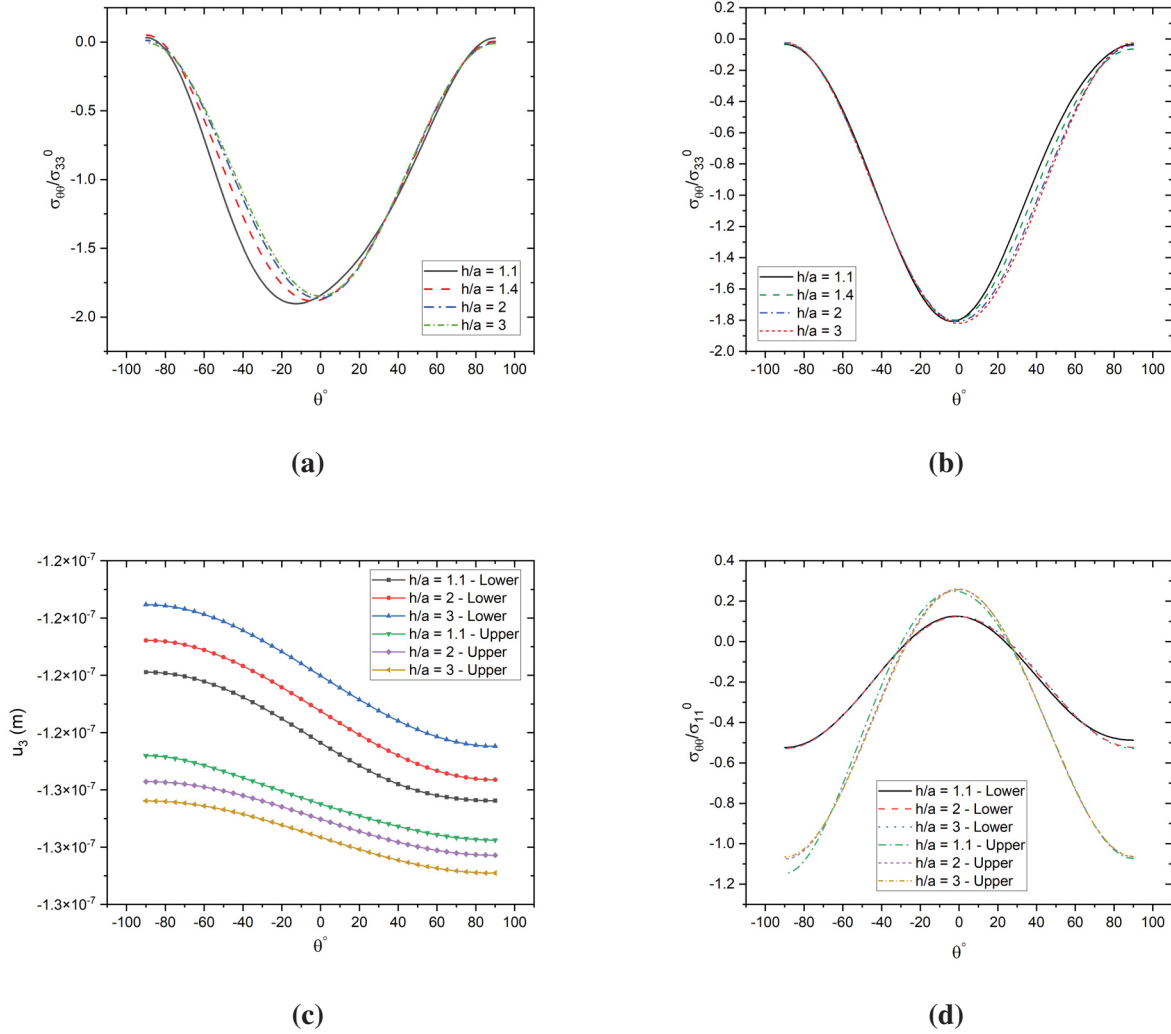 0.0
-0.5
-1.0
-1.5
-2.0
σθθ/σ33⁰
h/a = 1.1
h/a = 1.4
h/a = 2
h/a = 3
-100 -80 -60 -40 -20 0 20 40 60 80 100
θ°
(a)
0.2
0.0
-0.2
-0.4
-0.6
-0.8
-1.0
-1.2
-1.4
-1.6
-1.8
-2.0
σθθ/σ33⁰
h/a = 1.1
h/a = 1.4
h/a = 2
h/a = 3
-100 -80 -60 -40 -20 0 20 40 60 80 100
θ°
(b)
-1.2×10⁻⁷
-1.2×10⁻⁷
-1.2×10⁻⁷
-1.2×10⁻⁷
-1.3×10⁻⁷
-1.3×10⁻⁷
-1.3×10⁻⁷
u₃ (m)
h/a = 1.1 - Lower
h/a = 2 - Lower
h/a = 3 - Lower
h/a = 1.1 - Upper
h/a = 2 - Upper
h/a = 3 - Upper
-100 -80 -60 -40 -20 0 20 40 60 80 100
θ°
(c)
0.4
0.2
0.0
-0.2
-0.4
-0.6
-0.8
-1.0
-1.2
σθθ/σ11⁰
h/a = 1.1 - Lower
h/a = 2 - Lower
h/a = 3 - Lower
h/a = 1.1 - Upper
h/a = 2 - Upper
h/a = 3 - Upper
-100 -80 -60 -40 -20 0 20 40 60 80 100
θ°
(d)